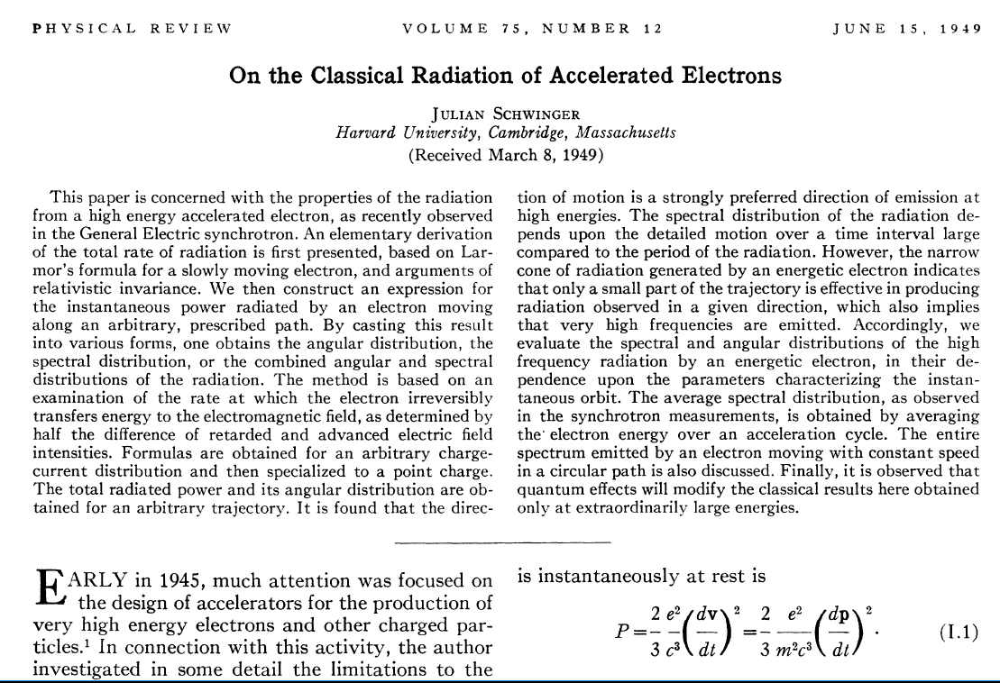 PHYSICAL REVIEW VOLUME 75, NUMBER 12 JUNE 15, 1949
On the Classical Radiation of Accelerated Electrons
JULIAN SCHWINGER
Harvard University, Cambridge, Massachusetts
(Received March 8, 1949)
This paper is concerned with the properties of the radiation
from a high energy accelerated electron, as recently observed
in the General Electric synchrotron. An elementary derivation
of the total rate of radiation is first presented, based on Lar-
mor's formula for a slowly moving electron, and arguments of
relativistic invariance. We then construct an expression for
the instantaneous power radiated by an electron moving
along an arbitrary, prescribed path. By casting this result
into various forms, one obtains the angular distribution, the
spectral distribution, or the combined angular and spectral
distributions of the radiation. The method is based on an
examination of the rate at which the electron irreversibly
transfers energy to the electromagnetic field, as determined by
half the difference of retarded and advanced electric field
intensities. Formulas are obtained for an arbitrary charge-
current distribution and then specialized to a point charge.
The total radiated power and its angular distribution are ob-
tained for an arbitrary trajectory. It is found that the direc-
tion of motion is a strongly preferred direction of emission at
high energies. The spectral distribution of the radiation de-
pends upon the detailed motion over a time interval large
compared to the period of the radiation. However, the narrow
cone of radiation generated by an energetic electron indicates
that only a small part of the trajectory is effective in producing
radiation observed in a given direction, which also implies
that very high frequencies are emitted. Accordingly, we
evaluate the spectral and angular distributions of the high
frequency radiation by an energetic electron, in their de-
pendence upon the parameters characterizing the instan-
taneous orbit. The average spectral distribution, as observed
in the synchrotron measurements, is obtained by averaging
the electron energy over an acceleration cycle. The entire
spectrum emitted by an electron moving with constant speed
in a circular path is also discussed. Finally, it is observed that
quantum effects will modify the classical results here obtained
only at extraordinarily large energies.
EARLY in 1945, much attention was focused on
the design of accelerators for the production of
very high energy electrons and other charged par-
ticles.¹ In connection with this activity, the author
investigated in some detail the limitations to the
is instantaneously at rest is
P = 2/3 e²/c³ (dv/dt)² = 2/3 e²/m²c³ (dp/dt)². (I.1)